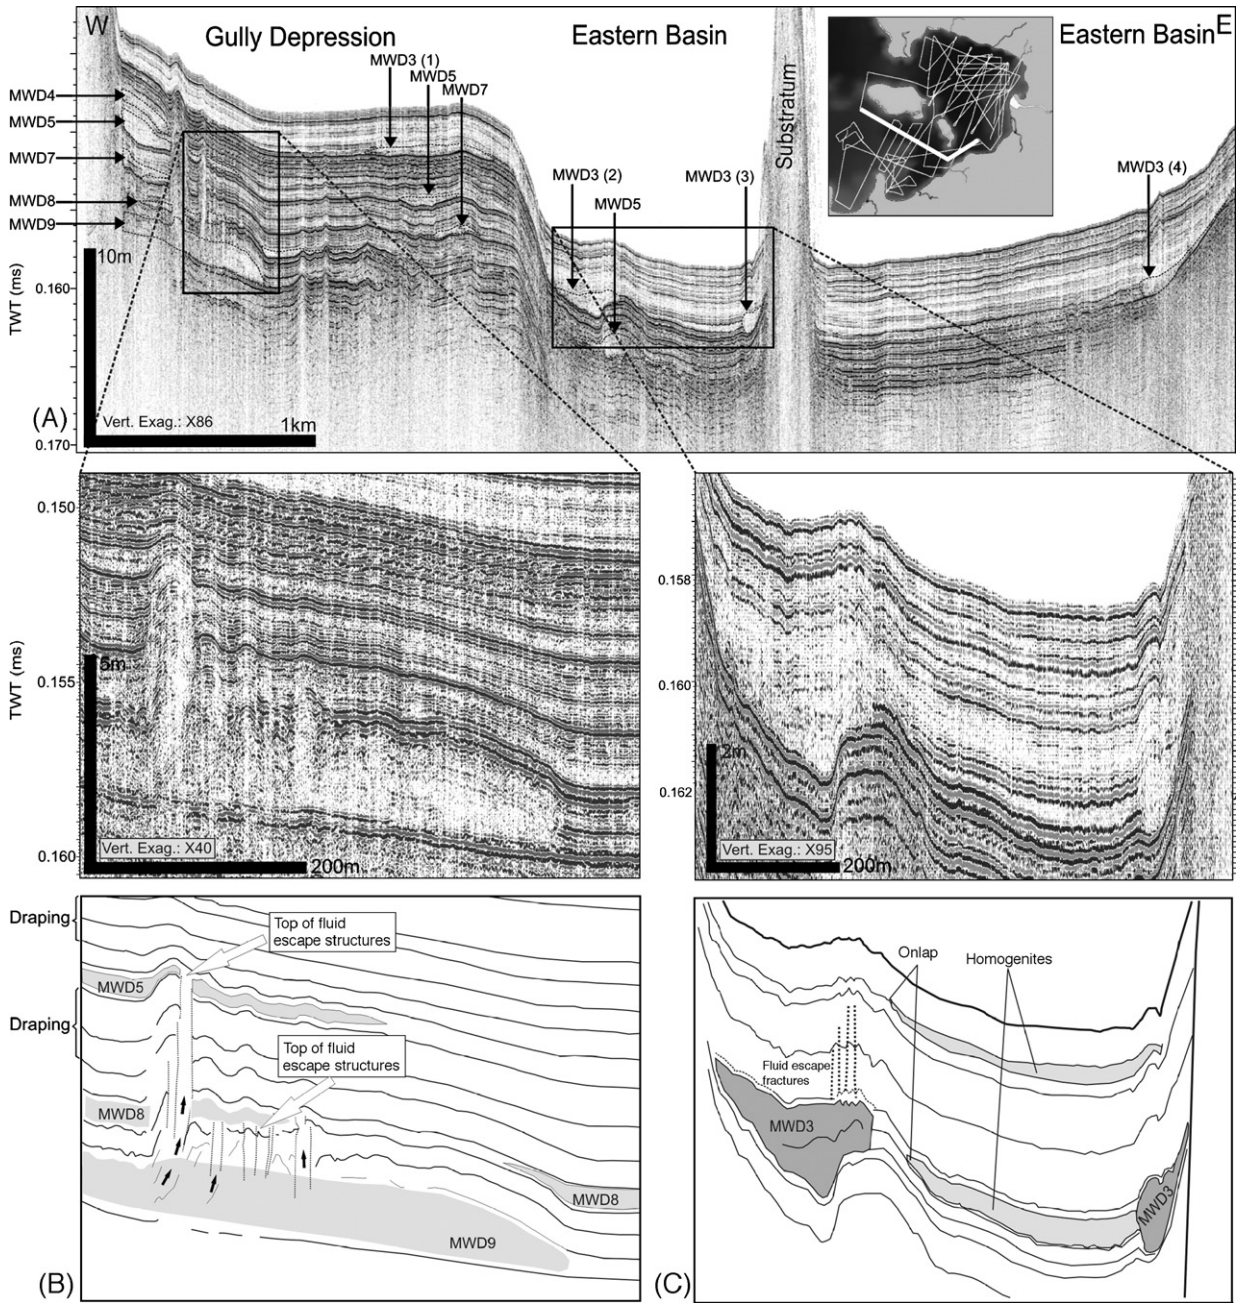 W
Gully Depression
Eastern Basin
Eastern Basin
E
MWD3 (1)
MWD5
MWD7
MWD4
MWD5
MWD7
MWD8
MWD9
MWD3 (2)
MWD5
MWD3 (3)
Substratum
MWD3 (4)
10m
0.160
TWT (ms)
(A)
Vert. Exag.: X86
1km
0.170
0.150
TWT (ms)
5m
0.155
Vert. Exag.: X40
0.160
200m
0.158
0.160
2m
0.162
Vert. Exag.: X95
200m
Draping
Top of fluid
escape structures
MWD5
Draping
Top of fluid
escape structures
MWD8
MWD8
MWD9
(B)
Onlap
Homogenites
Fluid escape
fractures
MWD3
MWD3
(C)